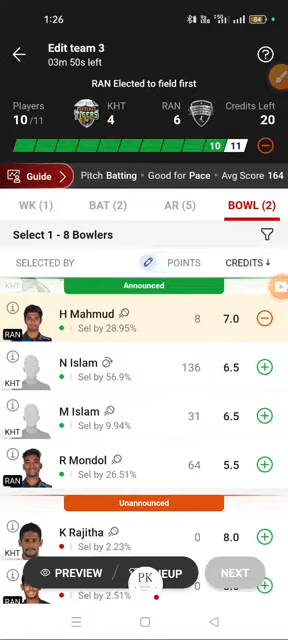 1:26
84
Edit team 3
03m 50s left
RAN Elected to field first
Players
10/11
KHT
4
RAN
6
Credits Left
20
10
11
Guide
Pitch Batting • Good for Pace • Avg Score 164
WK (1)
BAT (2)
AR (5)
BOWL (2)
Select 1 - 8 Bowlers
SELECTED BY
POINTS
CREDITS↓
KHT
Announced
H Mahmud
Sel by 28.95%
8
7.0
RAN
N Islam
Sel by 56.9%
136
6.5
KHT
M Islam
Sel by 9.94%
31
6.5
KHT
R Mondol
Sel by 26.51%
64
5.5
RAN
Unannounced
K Rajitha
Sel by 2.23%
0
8.0
KHT
PREVIEW
PK
NEXT
Sel by 2.51%
RAN